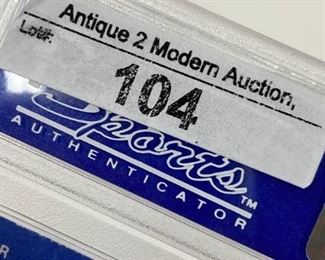 Antique 2 Modern Auction,
Lot#:
104
Sports
TM
AUTHENTICATOR
R